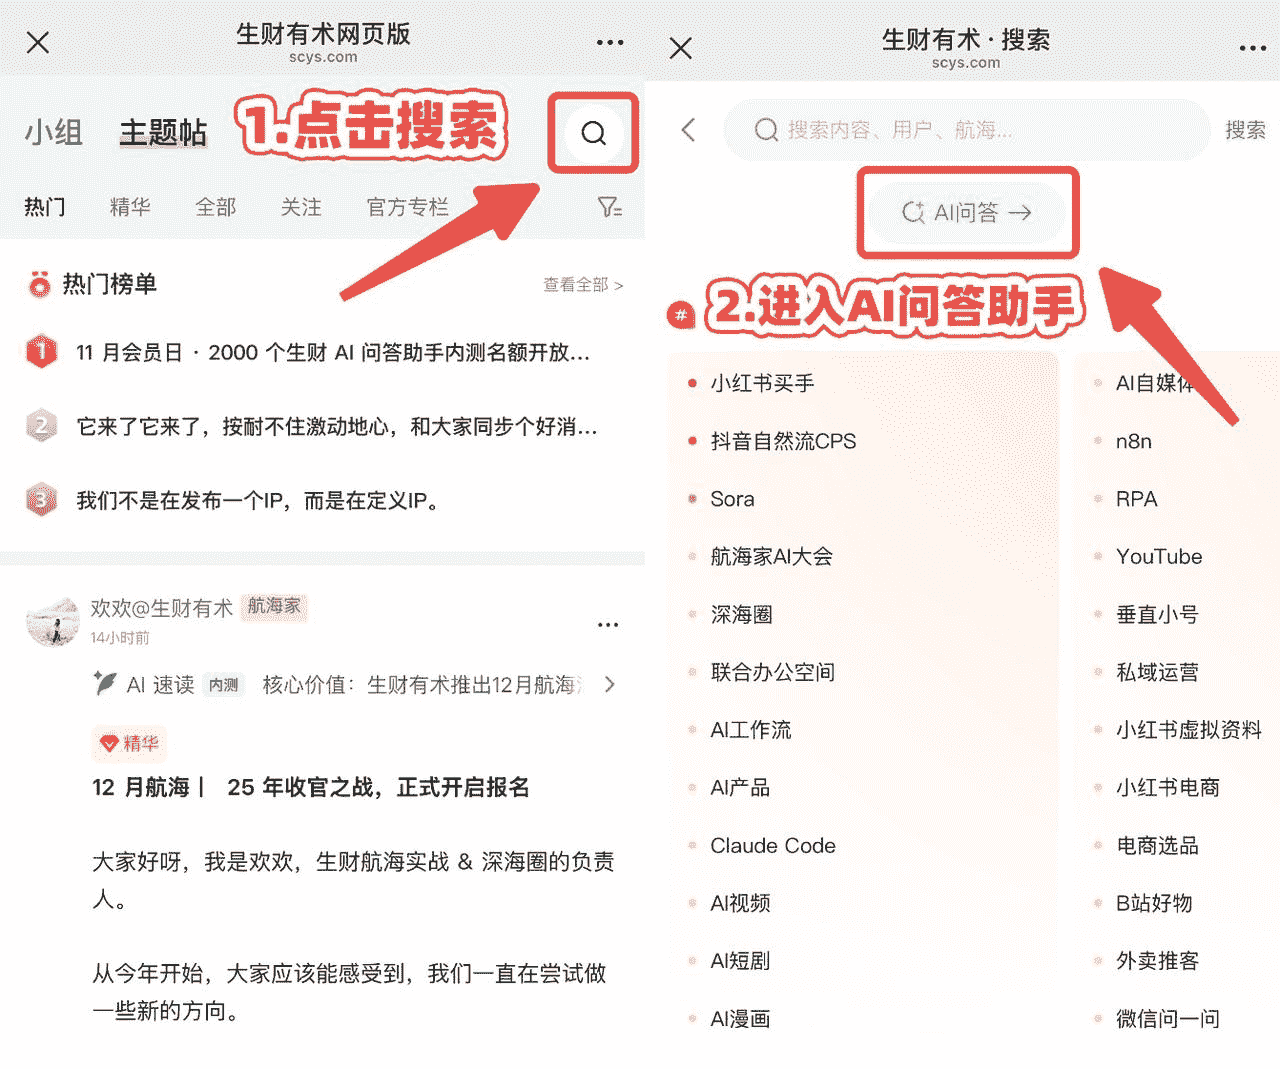 生财有术网页版
scys.com
小组 主题帖
1.点击搜索
热门 精华 全部 关注 官方专栏
热门榜单
查看全部 >
1 11 月会员日 · 2000 个生财 AI 问答助手内测名额开放...
2 它来了它来了，按耐不住激动地心，和大家同步个好消...
3 我们不是在发布一个IP，而是在定义IP。
欢欢@生财有术 航海家
14小时前
AI 速读 内测 核心价值：生财有术推出12月航海
精华
12 月航海丨 25 年收官之战，正式开启报名
大家好呀，我是欢欢，生财航海实战 & 深海圈的负责
人。
从今年开始，大家应该能感受到，我们一直在尝试做
一些新的方向。
生财有术 · 搜索
scys.com
搜索内容、用户、航海...
搜索
AI问答 →
# 2.进入AI问答助手
小红书买手
抖音自然流CPS
Sora
航海家AI大会
深海圈
联合办公空间
AI工作流
AI产品
Claude Code
AI视频
AI短剧
AI漫画
AI自媒体
n8n
RPA
YouTube
垂直小号
私域运营
小红书虚拟资料
小红书电商
电商选品
B站好物
外卖推客
微信问一问